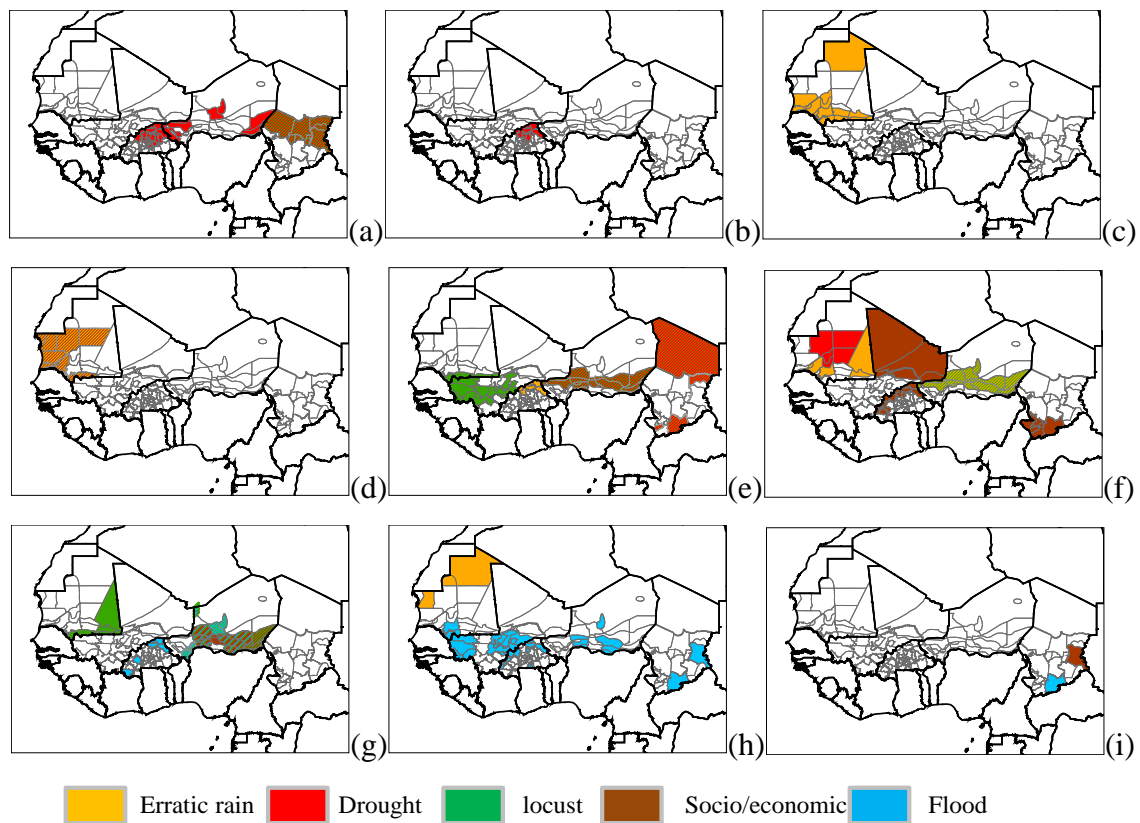 (a) (b) (c)
(d) (e) (f)
(g) (h) (i)
Erratic rain Drought locust Socio/economic Flood